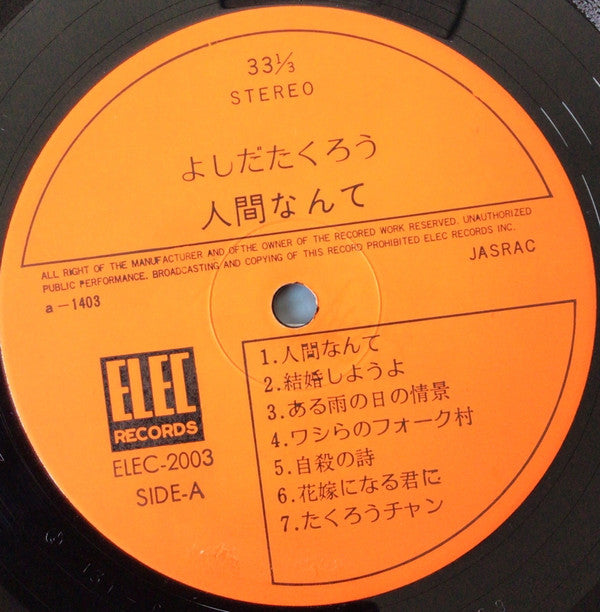 33⅓
STEREO
よしだたくろう
人間なんて
ALL RIGHT OF THE MANUFACTURER AND OF THE OWNER OF THE RECORED WORK RESERVED. UNAUTHORIZED
PUBLIC PERFORMANCE. BROADCASTING AND COPYING OF THIS RECORD PROHIBITED ELEC RECORDS INC.
a-1403
JASRAC
ELEC
RECORDS
ELEC-2003
SIDE-A
1.人間なんて
2.結婚しようよ
3.ある雨の日の情景
4.ワシらのフォーク村
5.自殺の詩
6.花嫁になる君に
7.たくろうチャン